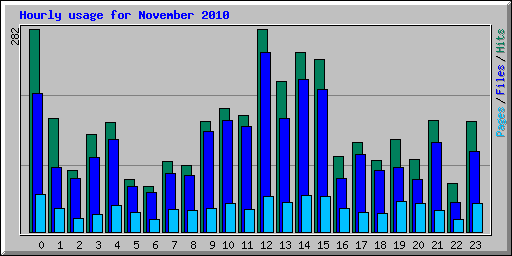 Hourly usage for November 2010
282
Pages / Files / Hits
0 1 2 3 4 5 6 7 8 9 10 11 12 13 14 15 16 17 18 19 20 21 22 23